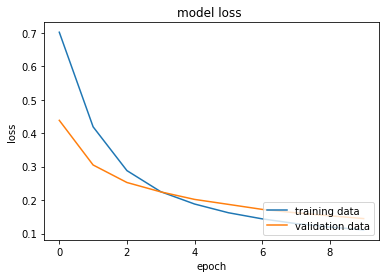 model loss
0.7
0.6
0.5
0.4
0.3
0.2
0.1
loss
training data
validation data
0 2 4 6 8
epoch